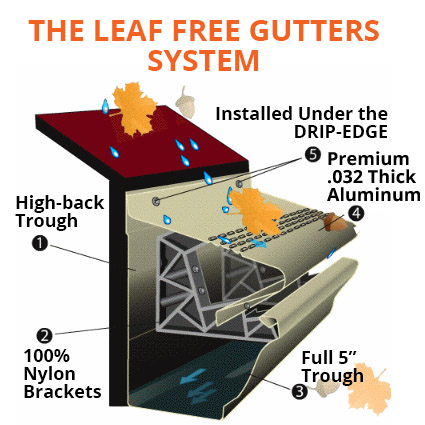 THE LEAF FREE GUTTERS
SYSTEM
Installed Under the
DRIP-EDGE
5
Premium
.032 Thick
Aluminum
4
High-back
Trough
1
2
100%
Nylon
Brackets
Full 5”
Trough
3